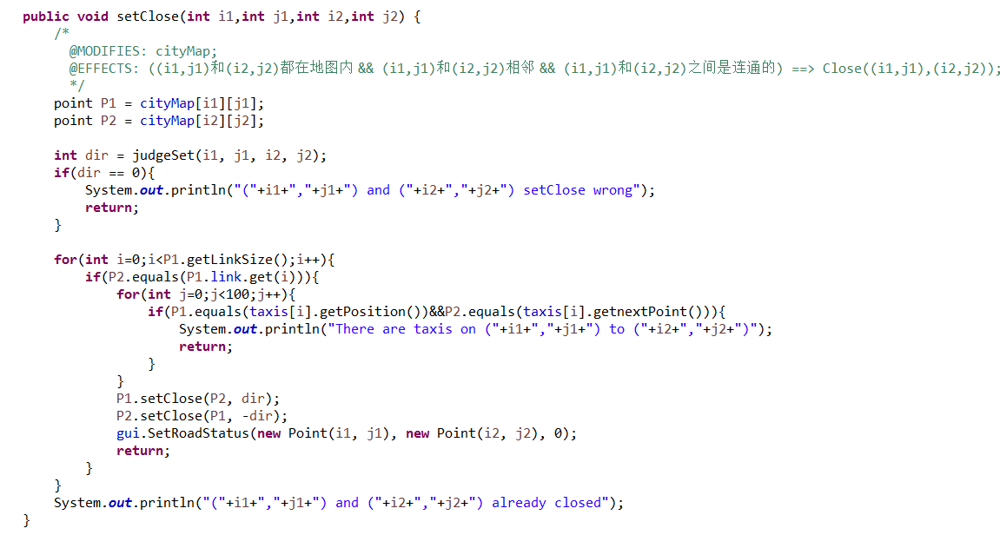 public void setClose(int i1,int j1,int i2,int j2) {
/*
@MODIFIES: cityMap;
@EFFECTS: ((i1,j1)和(i2,j2)都在地图内 && (i1,j1)和(i2,j2)相邻 && (i1,j1)和(i2,j2)之间是连通的) ==> Close((i1,j1),(i2,j2));
*/
point P1 = cityMap[i1][j1];
point P2 = cityMap[i2][j2];
int dir = judgeSet(i1, j1, i2, j2);
if(dir == 0){
System.out.println("("+i1+","+j1+") and ("+i2+","+j2+") setClose wrong");
return;
}
for(int i=0;i<P1.getLinkSize();i++){
if(P2.equals(P1.link.get(i))){
for(int j=0;j<100;j++){
if(P1.equals(taxis[i].getPosition())&&P2.equals(taxis[i].getnextPoint())){
System.out.println("There are taxis on ("+i1+","+j1+") to ("+i2+","+j2+")");
return;
}
}
P1.setClose(P2, dir);
P2.setClose(P1, -dir);
gui.SetRoadStatus(new Point(i1, j1), new Point(i2, j2), 0);
return;
}
}
System.out.println("("+i1+","+j1+") and ("+i2+","+j2+") already closed");
}